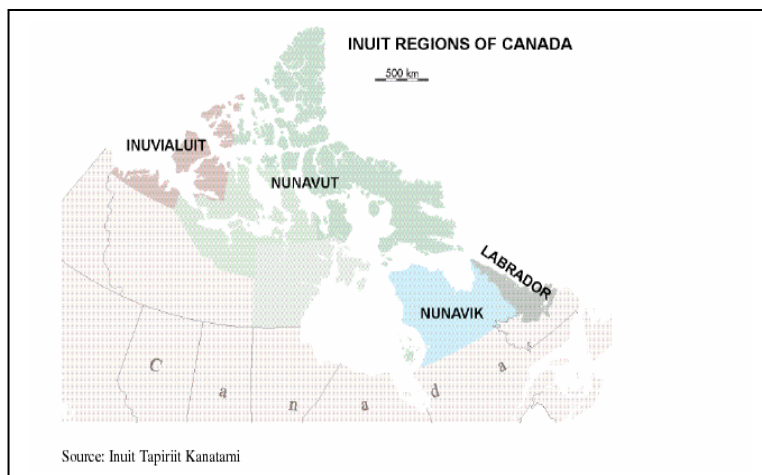 INUIT REGIONS OF CANADA
500 km
INUVIALUIT
NUNAVUT
LABRADOR
NUNAVIK
C a n a d a
Source: Inuit Tapiriit Kanatami